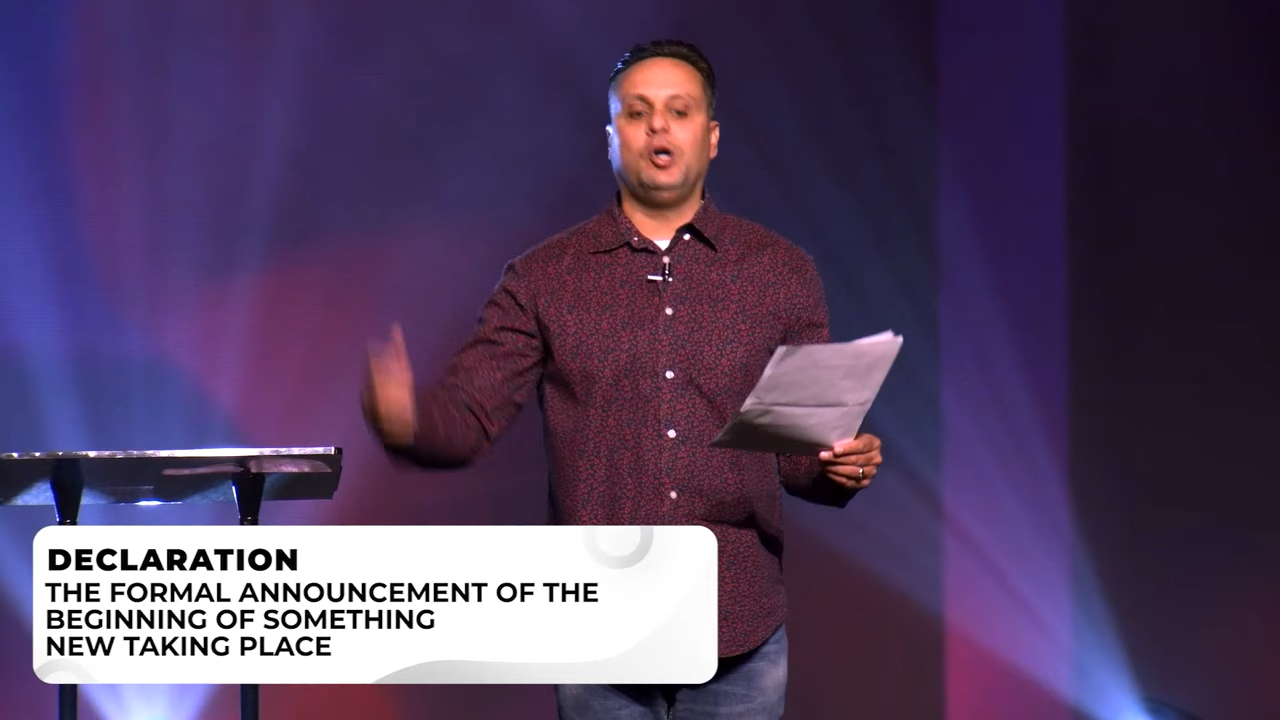 DECLARATION
THE FORMAL ANNOUNCEMENT OF THE
BEGINNING OF SOMETHING
NEW TAKING PLACE